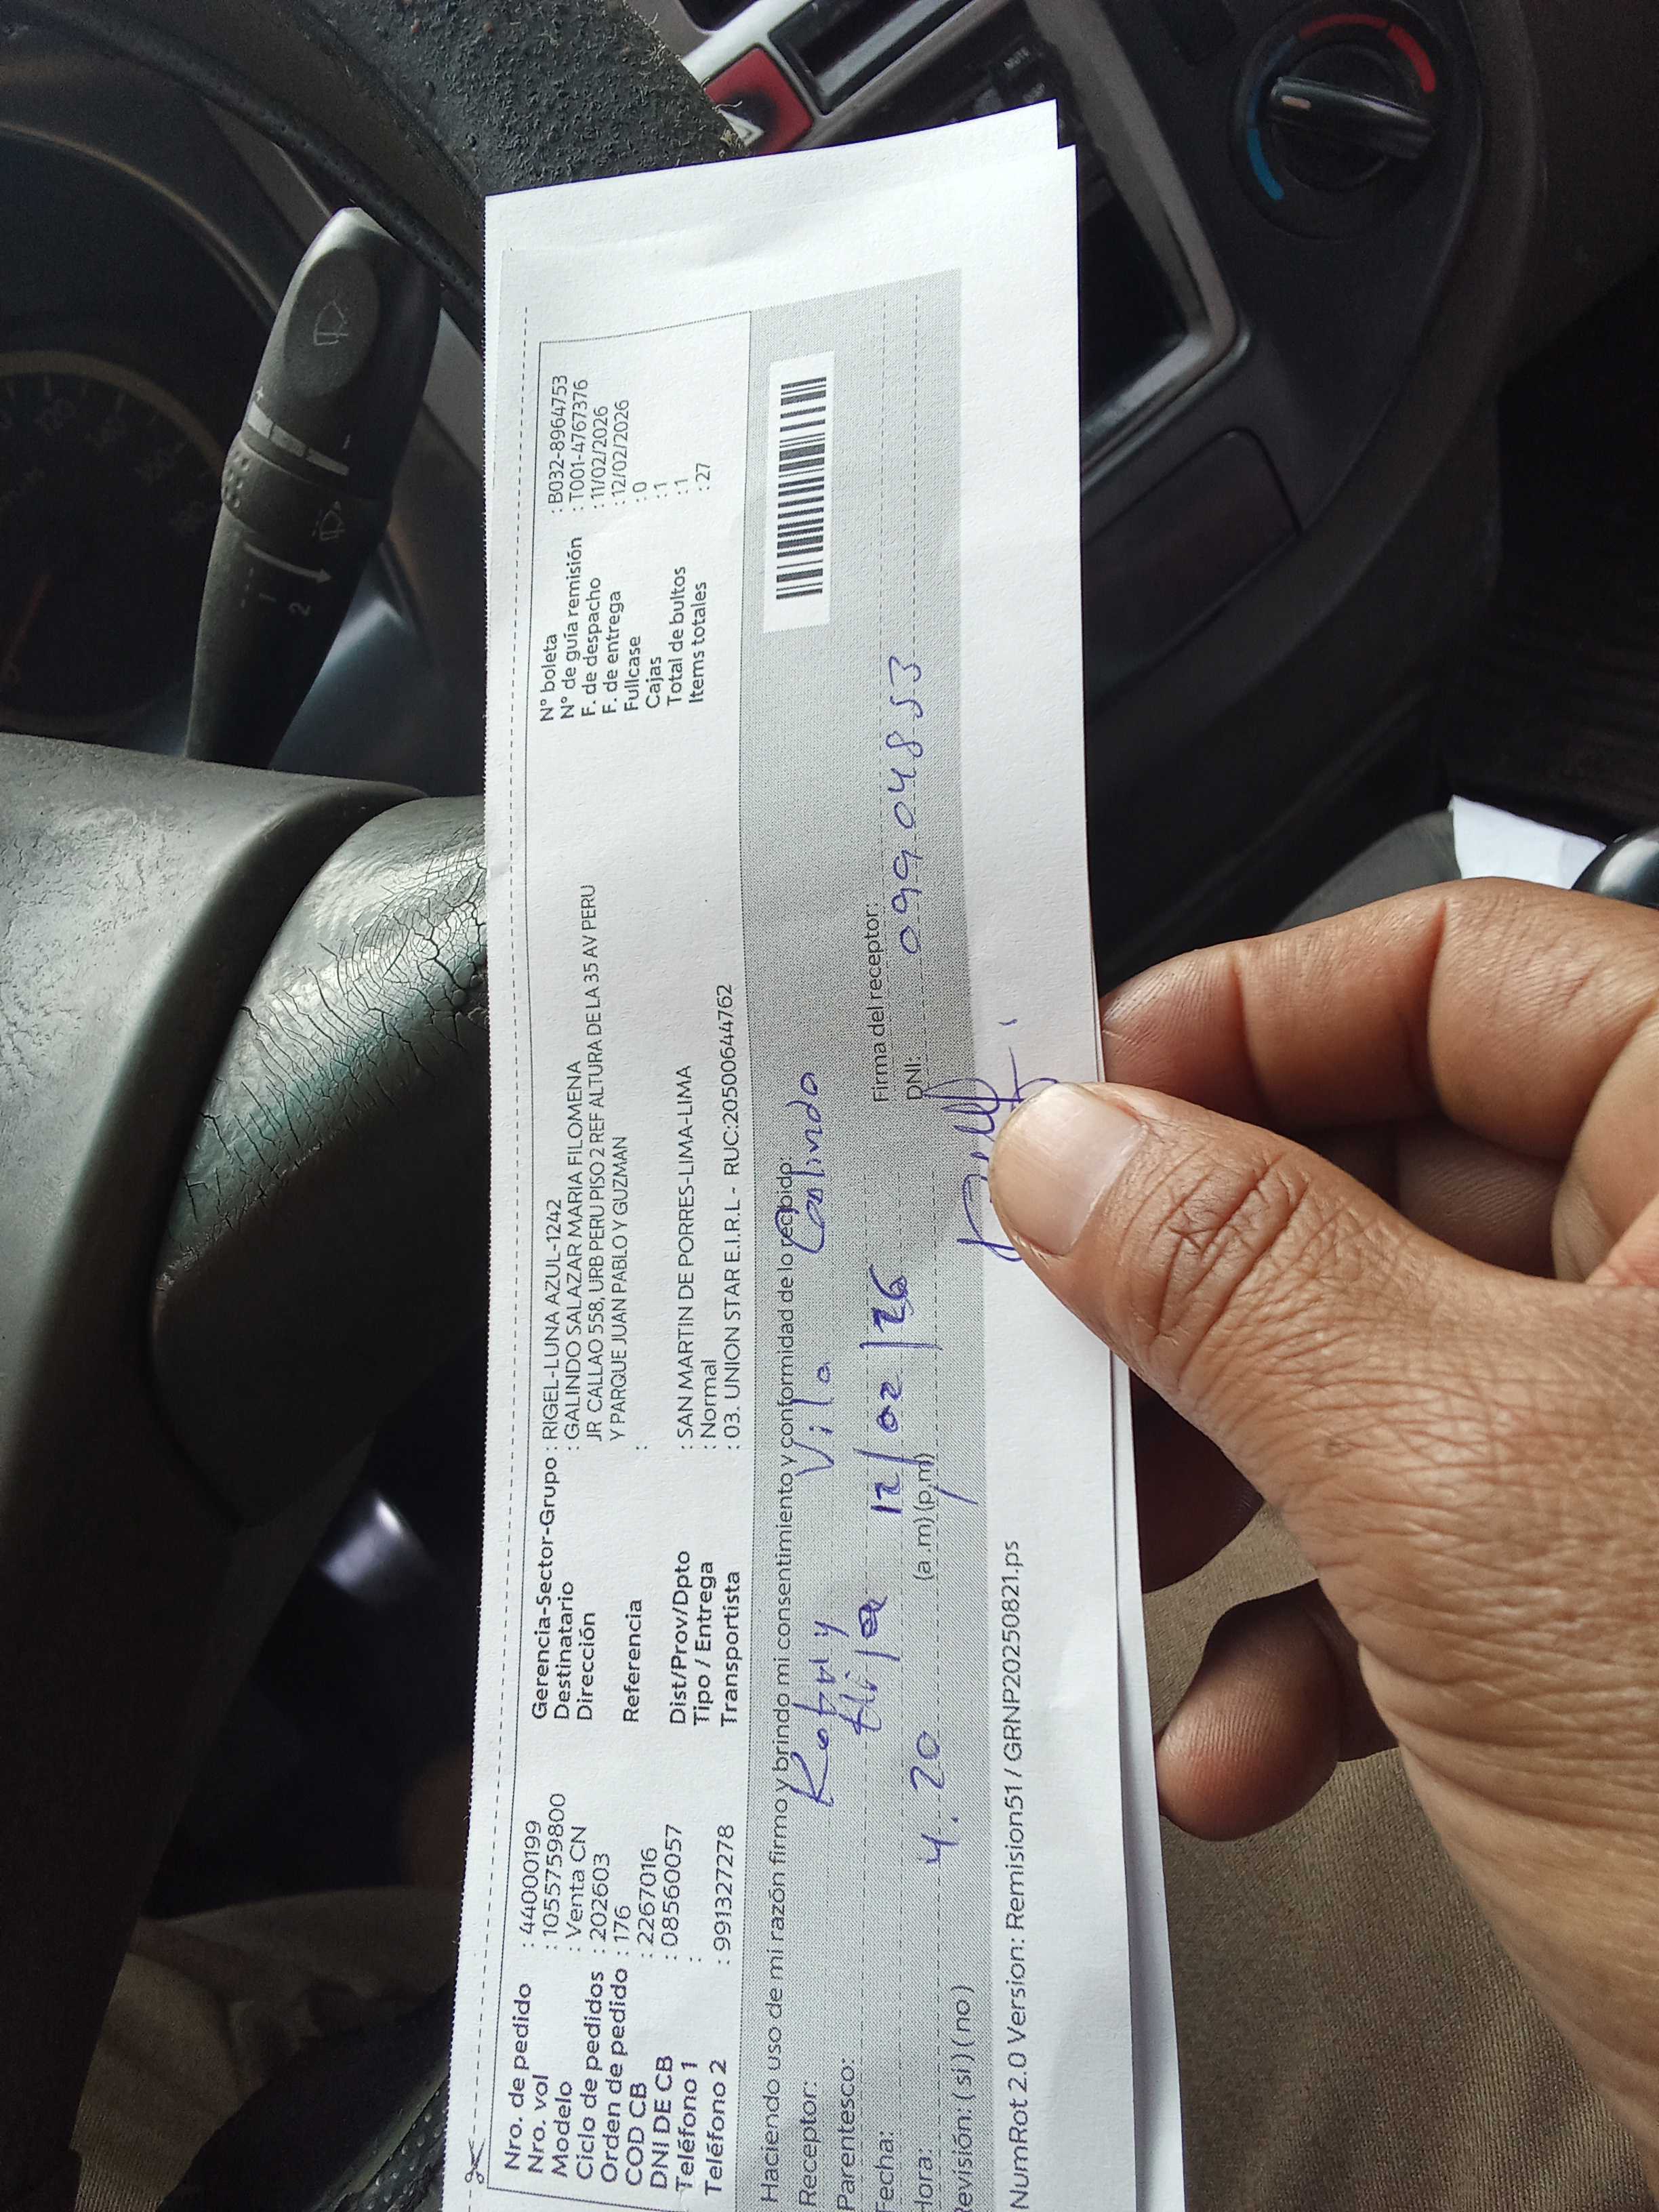 Nro. de pedido : 44000199
Nro. vol : 1055759800
Modelo : Venta CN
Ciclo de pedidos : 202603
Orden de pedido : 176
COD CB : 2267016
DNI DE CB : 08560057
Teléfono 1 :
Teléfono 2 : 991327278
Gerencia-Sector-Grupo : RIGEL-LUNA AZUL-1242
Destinatario : GALINDO SALAZAR MARIA FILOMENA
Dirección JR CALLAO 558, URB PERU PISO 2 REF ALTURA DE LA 35 AV PERU
Y PARQUE JUAN PABLO Y GUZMAN
Referencia :
Dist/Prov/Dpto : SAN MARTIN DE PORRES-LIMA-LIMA
Tipo / Entrega : Normal
Transportista : 03. UNION STAR E.I.R.L - RUC:20500644762
N° boleta : B032-8964753
N° de guía remisión : T001-4767376
F. de despacho : 11/02/2026
F. de entrega : 12/02/2026
Fullcase : 0
Cajas : 1
Total de bultos : 1
Items totales : 27
Haciendo uso de mi razón firmo y brindo mi consentimiento y conformidad de lo recibido:
Receptor: Vila Galindo
Parentesco: Hija
Fecha: 12/02/26
Hora: 4.20 (a.m)(p.m)
Firma del receptor:
DNI: 09904853
evisión: (si) (no)
NumRot 2.0 Version: Remision51 / GRNP20250821.ps
MUTE
1
2